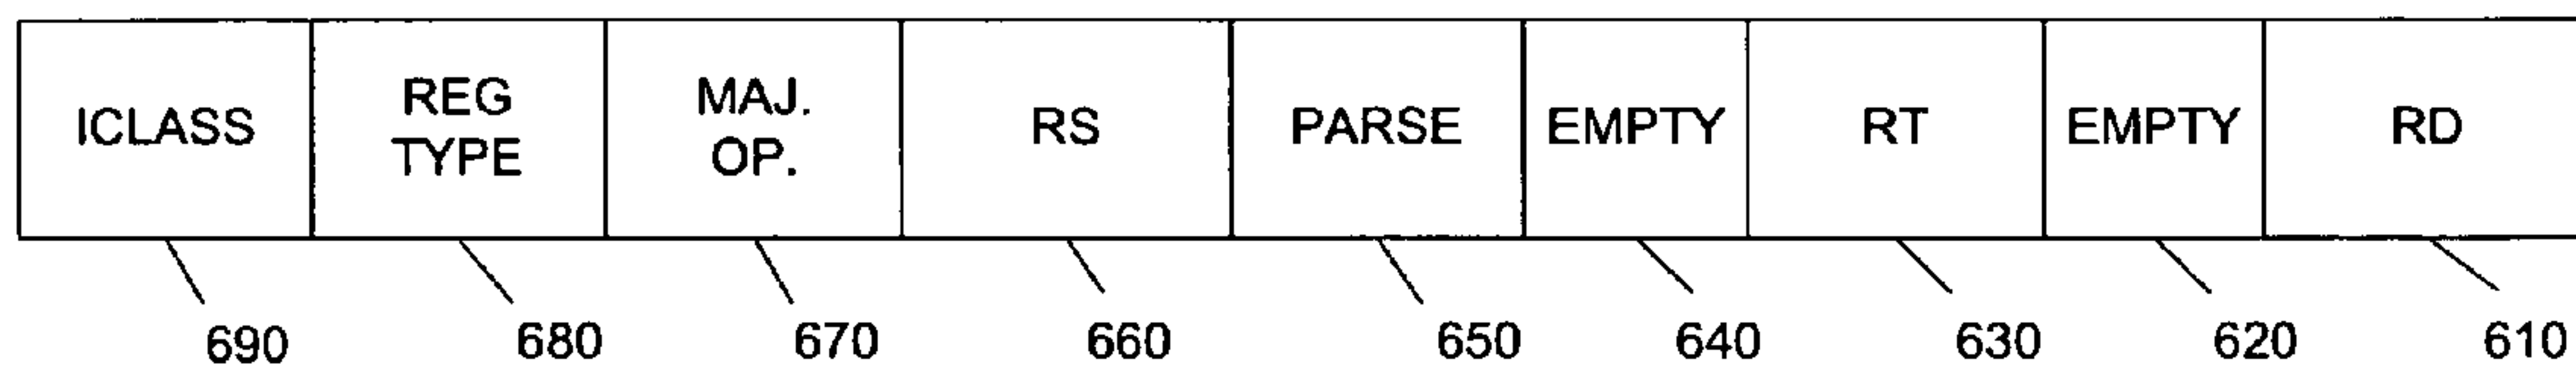 ICLASS
REG
TYPE
MAJ.
OP.
RS
PARSE
EMPTY
RT
EMPTY
RD
690
680
670
660
650
640
630
620
610